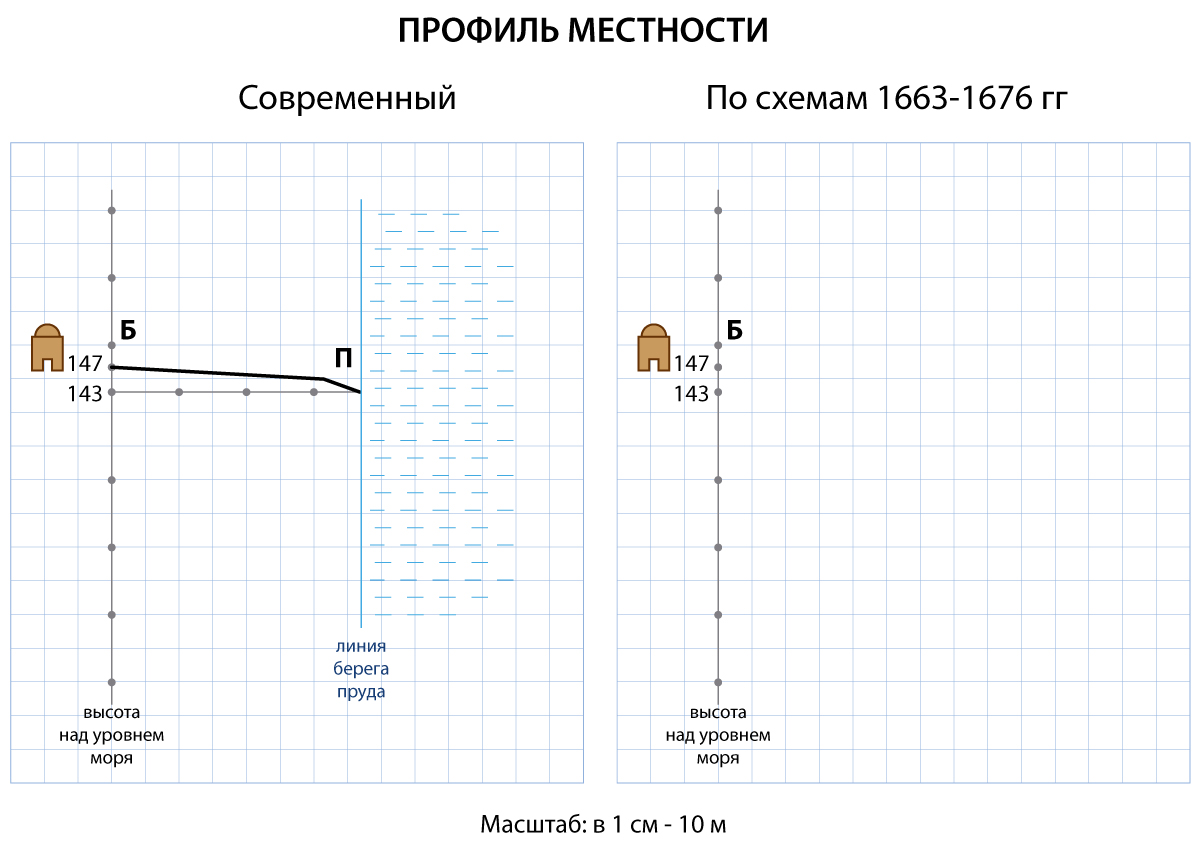 ПРОФИЛЬ МЕСТНОСТИ
Современный
Б
147
П
143
линия
берега
пруда
высота
над уровнем
моря
По схемам 1663-1676 гг
Б
147
143
высота
над уровнем
моря
Масштаб: в 1 см - 10 м